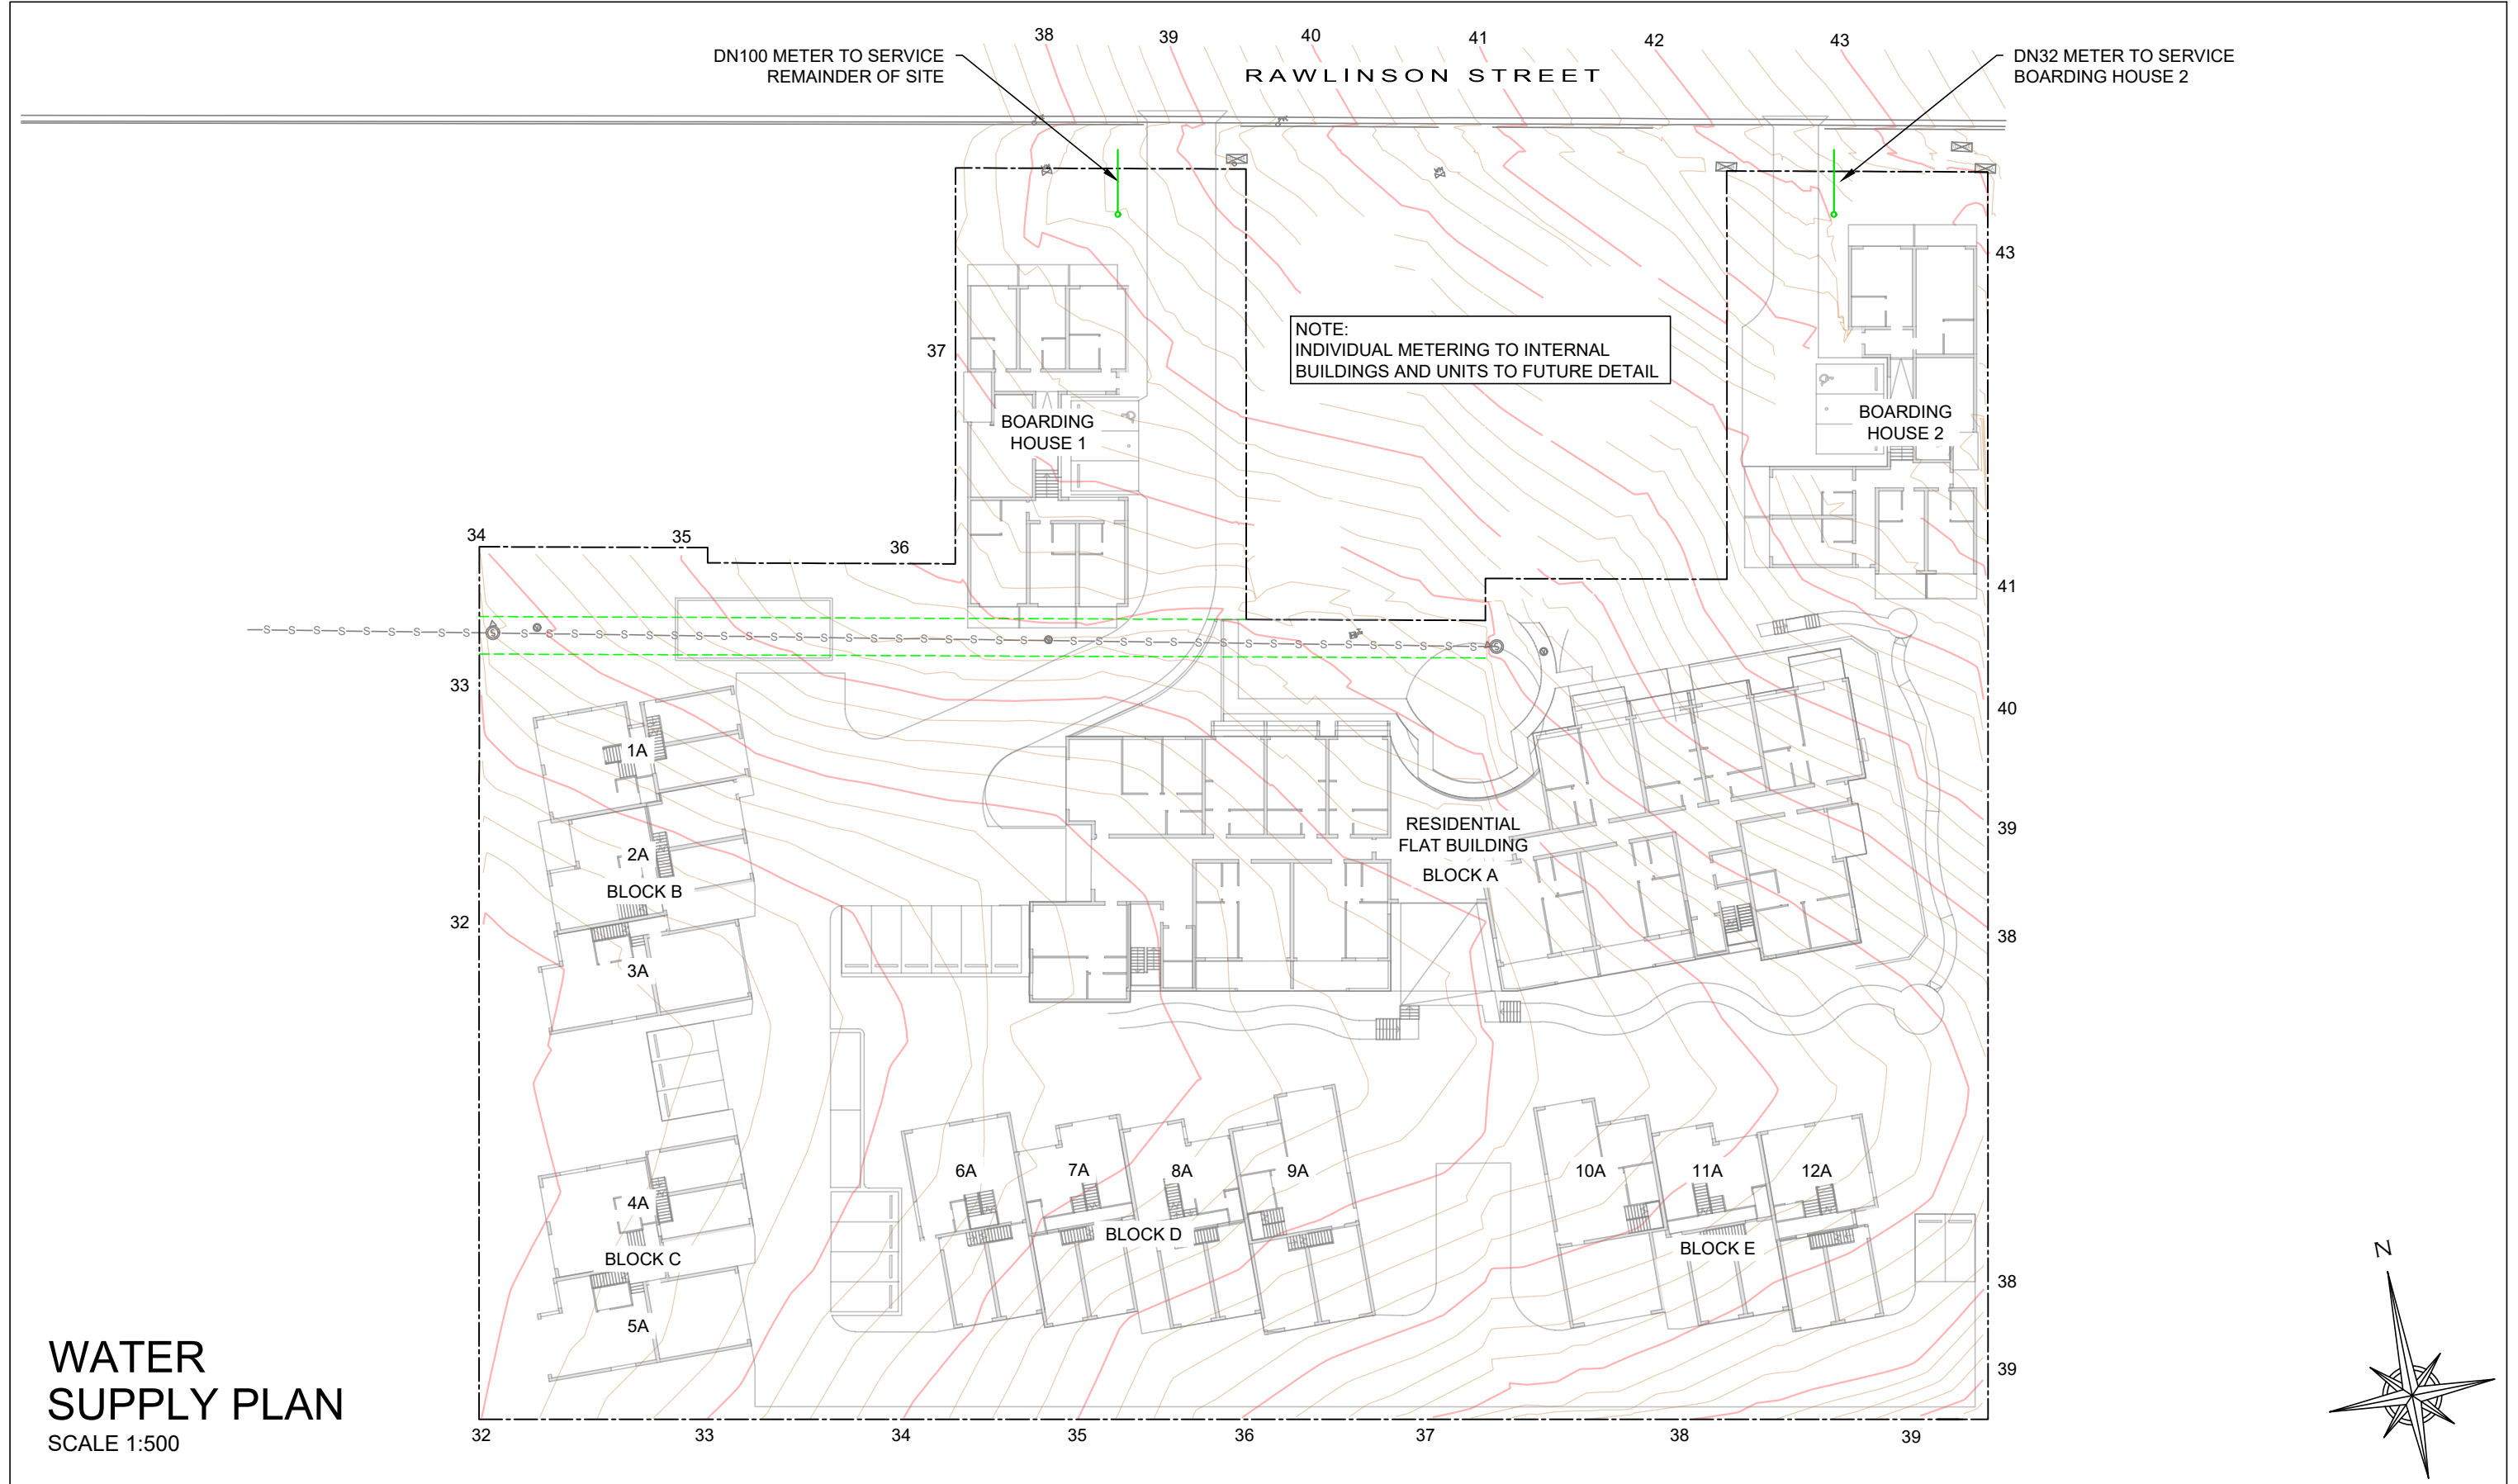 38
39
40
41
42
43
DN100 METER TO SERVICE
REMAINDER OF SITE
RAWLINSON STREET
DN32 METER TO SERVICE
BOARDING HOUSE 2
43
37
NOTE:
INDIVIDUAL METERING TO INTERNAL
BUILDINGS AND UNITS TO FUTURE DETAIL
BOARDING
HOUSE 1
BOARDING
HOUSE 2
34
35
36
41
S S S S S S S S S S S S S S S S S S S S S S S S S S S S S S S S S S S S S S S S S S S S S S S S S S
33
40
1A
39
RESIDENTIAL
FLAT BUILDING
BLOCK A
2A
BLOCK B
32
38
3A
6A
7A
8A
9A
10A
11A
12A
4A
BLOCK D
BLOCK E
BLOCK C
N
38
5A
39
WATER
SUPPLY PLAN
SCALE 1:500
32
33
34
35
36
37
38
39